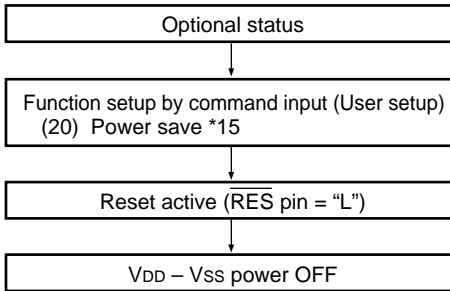 Optional status
Function setup by command input (User setup)
(20) Power save *15
Reset active (RES pin = “L”)
VDD – VSS power OFF